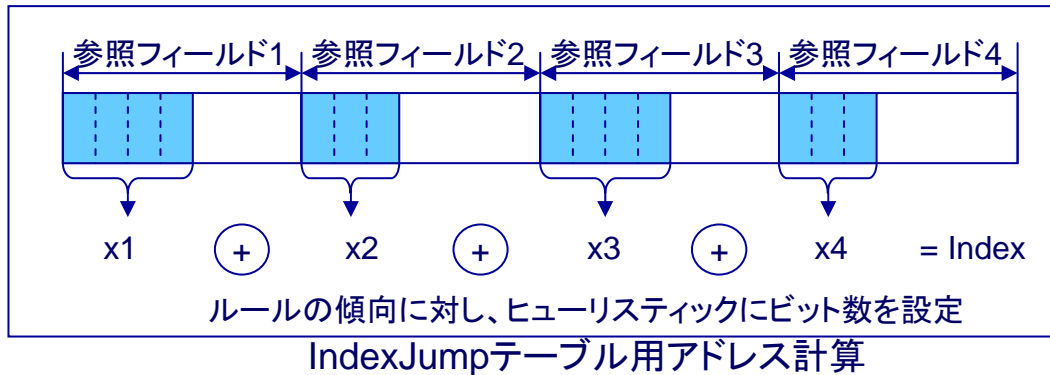 参照フィールド1 参照フィールド2 参照フィールド3 参照フィールド4
x1 + x2 + x3 + x4 = Index
ルールの傾向に対し、ヒューリスティックにビット数を設定
IndexJumpテーブル用アドレス計算